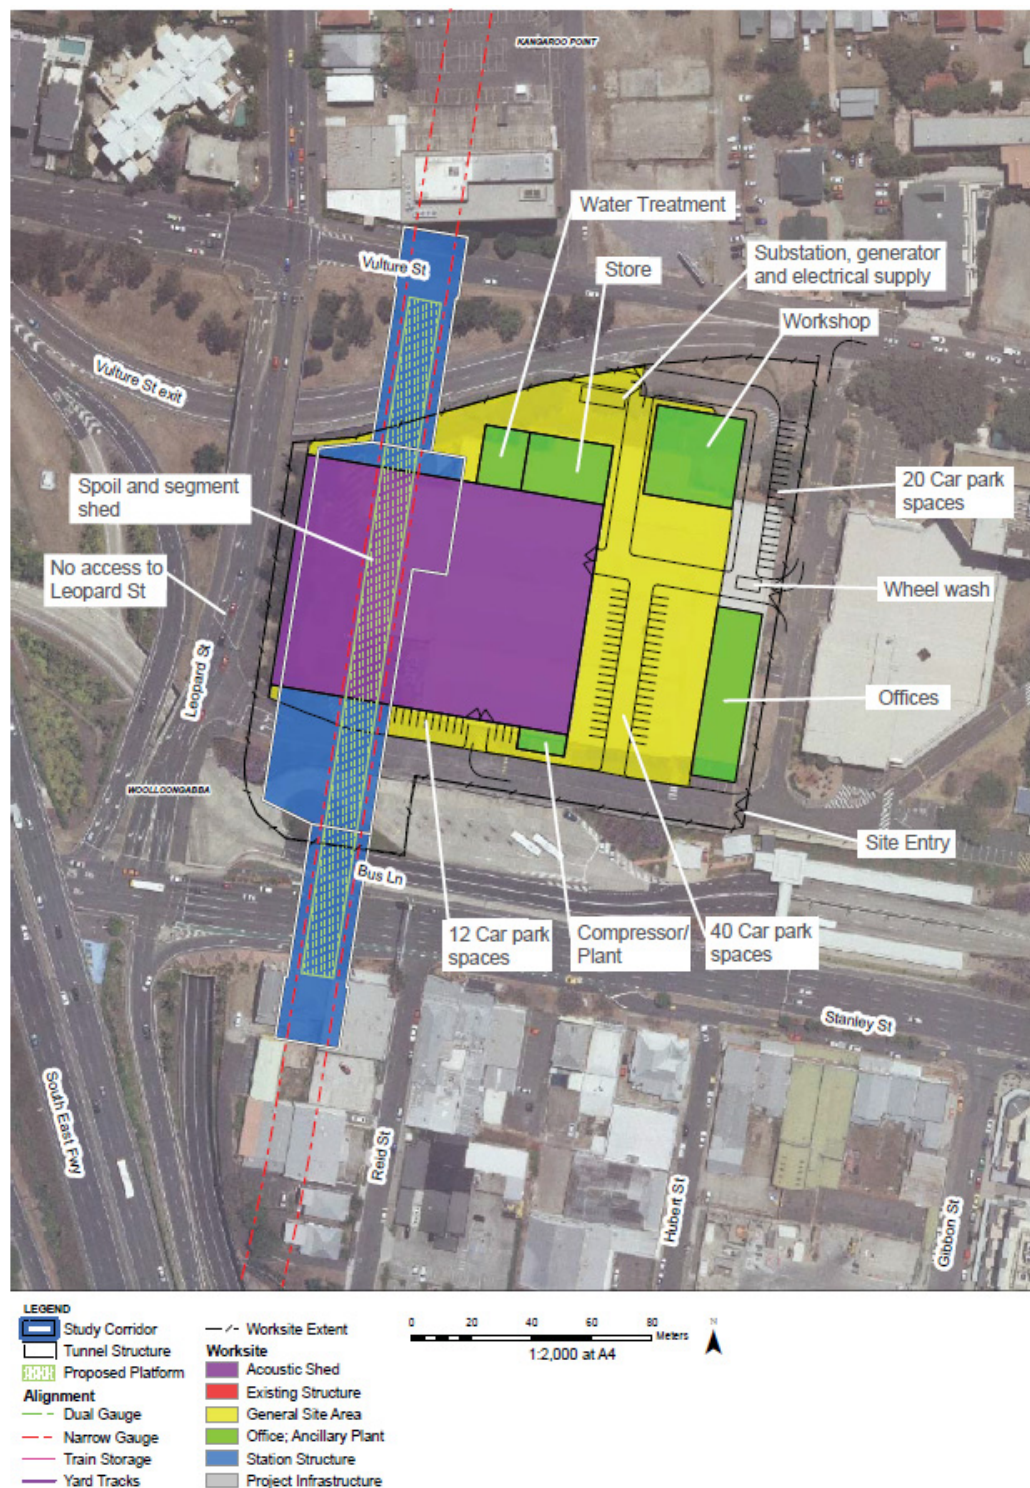 KANGAROO POINT
Water Treatment
Store
Substation, generator
and electrical supply
Workshop
Vulture St
Vulture St exit
Spoil and segment
shed
20 Car park
spaces
No access to
Leopard St
Wheel wash
Leopard St
Offices
WOOLLOONGABBA
Site Entry
Bus Ln
12 Car park
spaces
Compressor/
Plant
40 Car park
spaces
Stanley St
South East Fwy
Reid St
Hubert St
Gibbon St
LEGEND
Study Corridor
Tunnel Structure
Proposed Platform
Alignment
Dual Gauge
Narrow Gauge
Train Storage
Yard Tracks
Worksite Extent
Worksite
Acoustic Shed
Existing Structure
General Site Area
Office; Ancillary Plant
Station Structure
Project Infrastructure
0 20 40 60 80
Meters
1:2,000 at A4
N